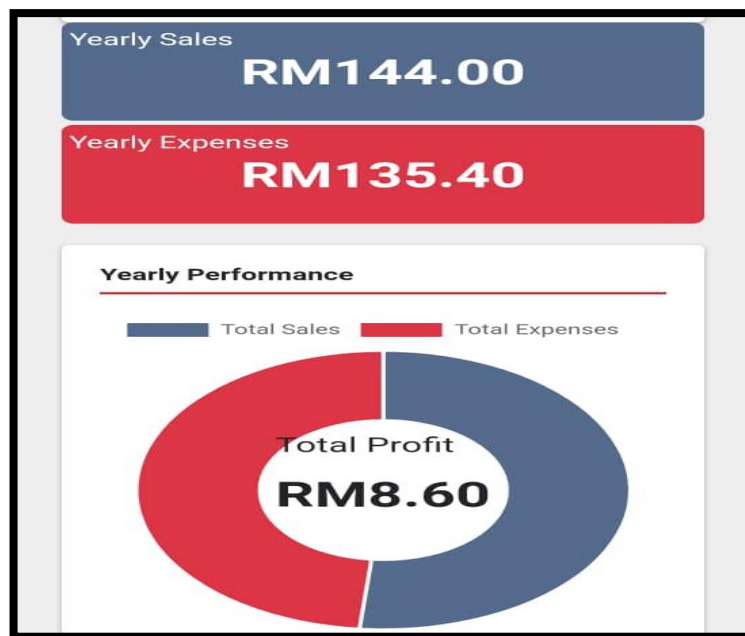 Yearly Sales
RM144.00
Yearly Expenses
RM135.40
Yearly Performance
Total Sales Total Expenses
Total Profit
RM8.60